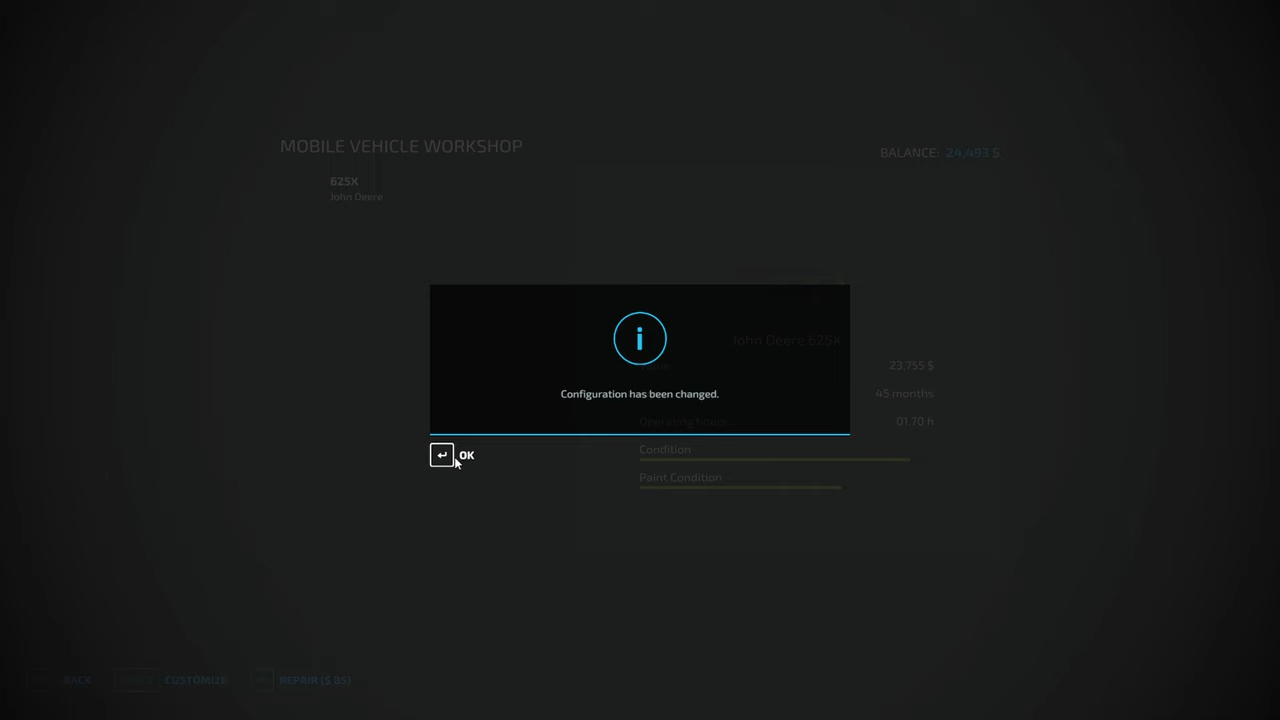 MOBILE VEHICLE WORKSHOP
BALANCE: 24,493 $
625X
John Deere
John Deere 625X
23,755 $
Configuration has been changed.
45 months
Operating hours
01.70 h
Condition
OK
Paint Condition
BACK
CUSTOMIZE
REPAIR ($ 85)